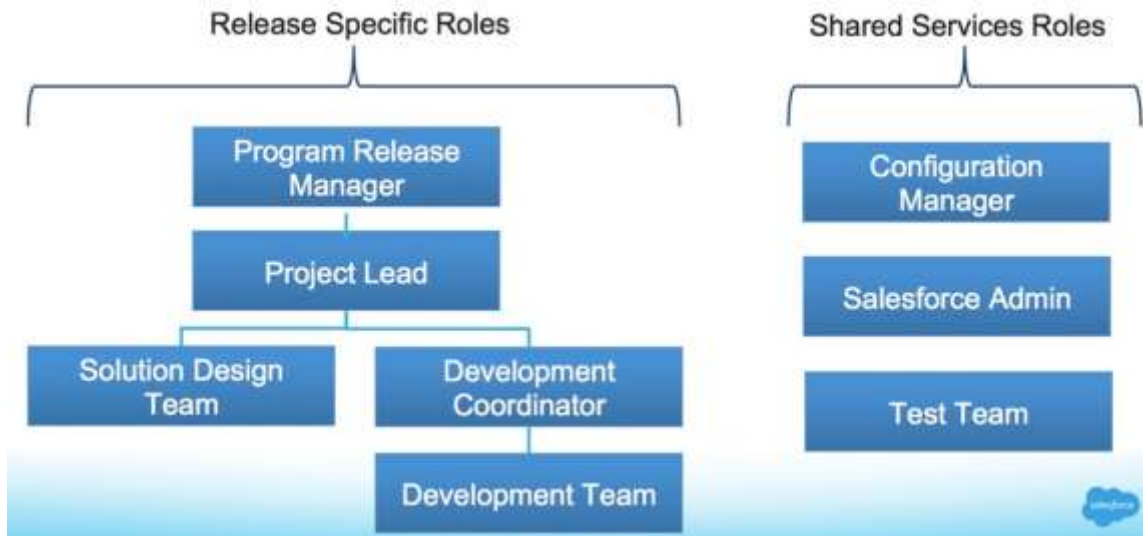 Release Specific Roles
Shared Services Roles
Program Release
Manager
Project Lead
Solution Design
Team
Development
Coordinator
Development Team
Configuration
Manager
Salesforce Admin
Test Team
salesforce